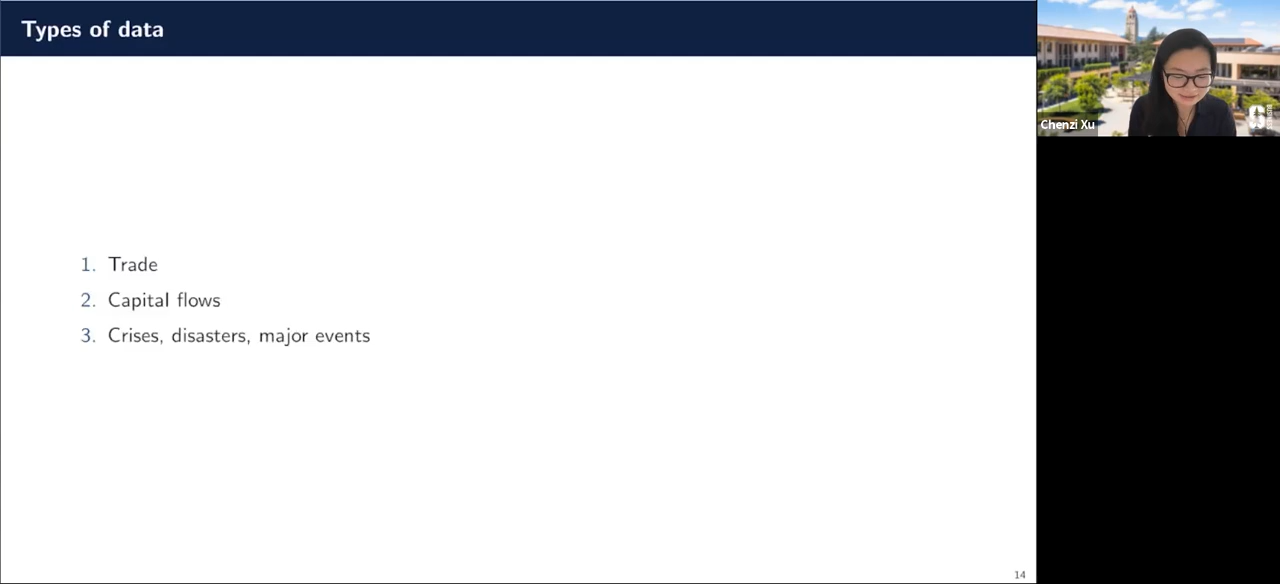 Types of data
1. Trade
2. Capital flows
3. Crises, disasters, major events
14
Chenzi Xu